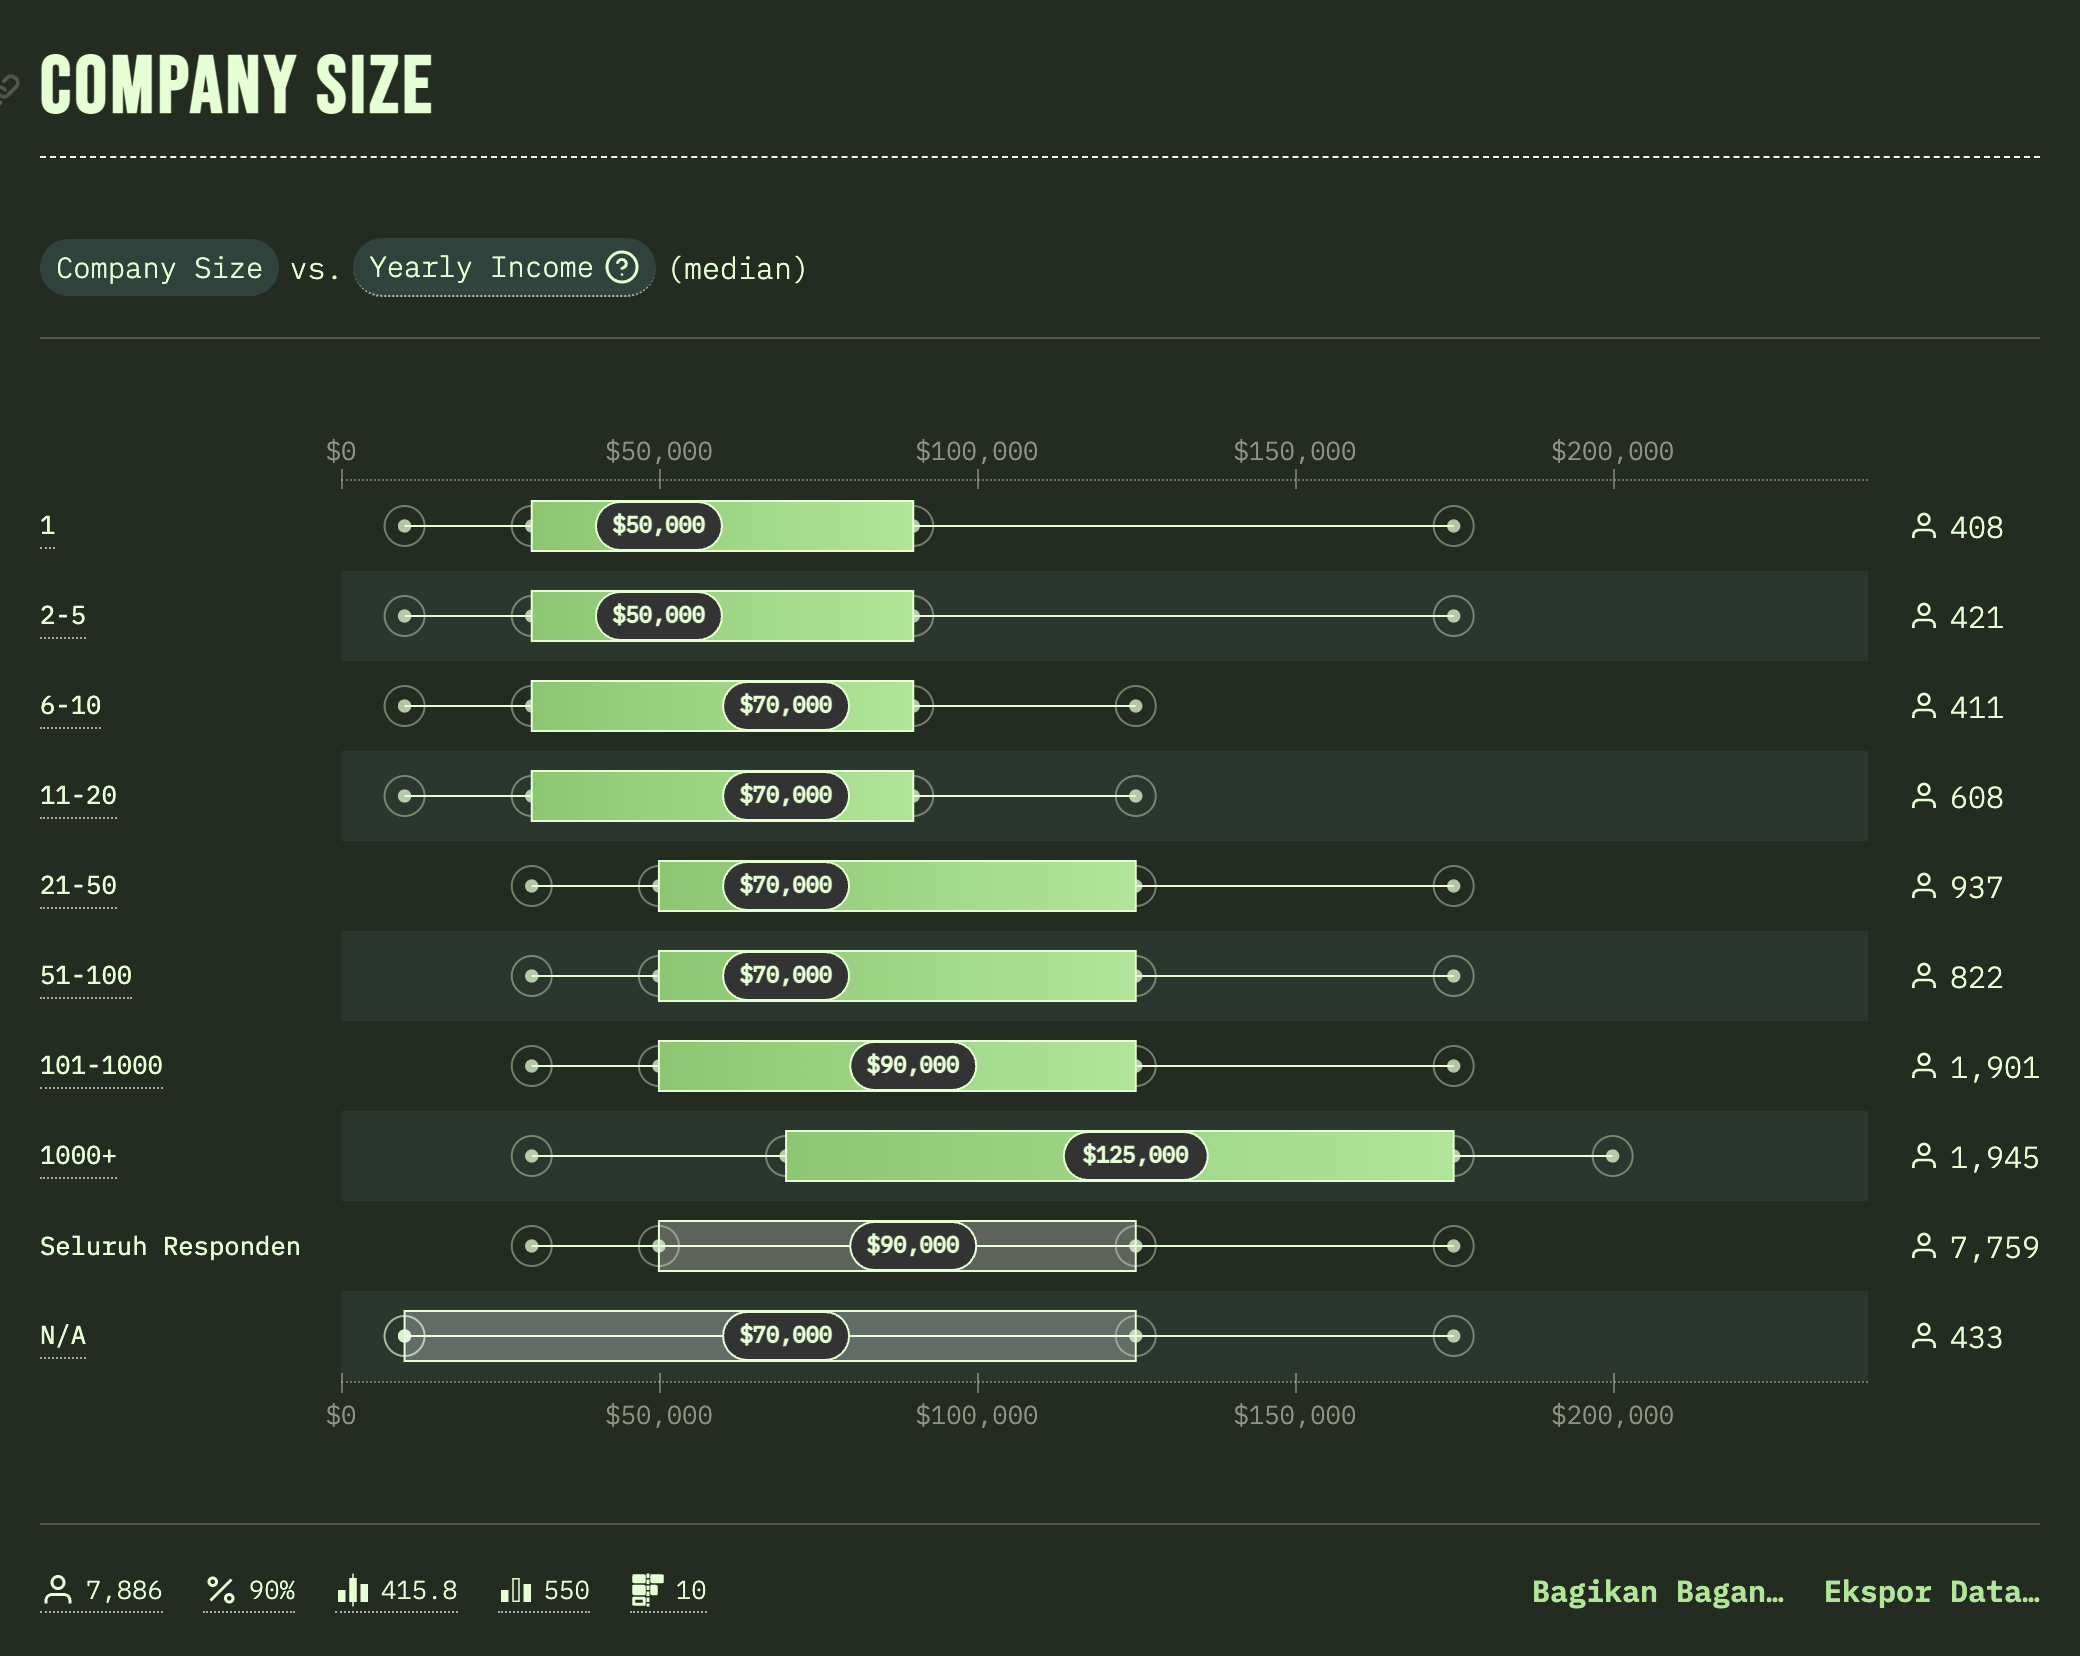 COMPANY SIZE
Company Size vs. Yearly Income (median)
$0 $50,000 $100,000 $150,000 $200,000
1 $50,000 408
2-5 $50,000 421
6-10 $70,000 411
11-20 $70,000 608
21-50 $70,000 937
51-100 $70,000 822
101-1000 $90,000 1,901
1000+ $125,000 1,945
Seluruh Responden $90,000 7,759
N/A $70,000 433
$0 $50,000 $100,000 $150,000 $200,000
7,886 90% 415.8 550 10 Bagikan Bagan… Ekspor Data…